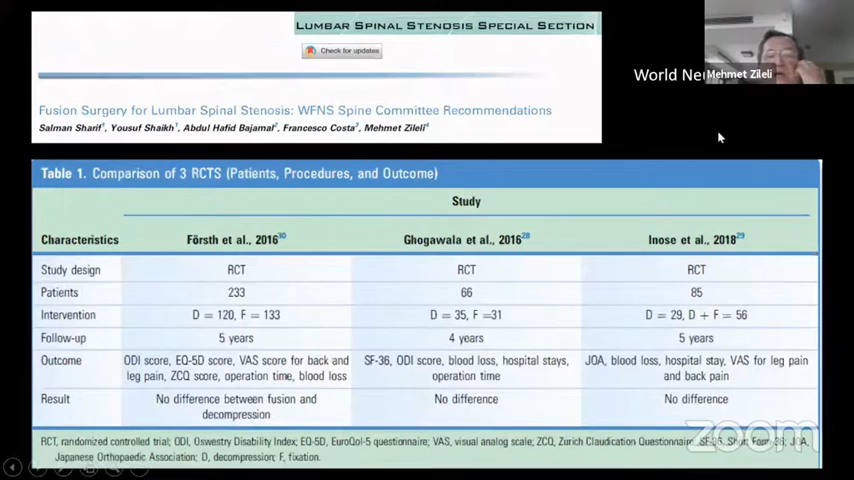 LUMBAR SPINAL STENOSIS SPECIAL SECTION
Check for updates
World Ne
Mehmet Zileli
Fusion Surgery for Lumbar Spinal Stenosis: WFNS Spine Committee Recommendations
Salman Sharif1, Yousuf Shaikh1, Abdul Hafid Bajamal2, Francesco Costa3, Mehmet Zileli4
Table 1. Comparison of 3 RCTS (Patients, Procedures, and Outcome)
Study
Characteristics Försth et al., 201630 Ghogawala et al., 201628 Inose et al., 201829
Study design RCT RCT RCT
Patients 233 66 85
Intervention D = 120, F = 133 D = 35, F =31 D = 29, D + F = 56
Follow-up 5 years 4 years 5 years
Outcome ODI score, EQ-5D score, VAS score for back and SF-36, ODI score, blood loss, hospital stays, JOA, blood loss, hospital stay, VAS for leg pain
leg pain, ZCQ score, operation time, blood loss operation time and back pain
Result No difference between fusion and No difference No difference
decompression
RCT, randomized controlled trial; ODI, Oswestry Disability Index; EQ-5D, EuroQol-5 questionnaire; VAS, visual analog scale; ZCQ, Zurich Claudication Questionnaire, SF-36, Short Form-36; JOA,
Japanese Orthopaedic Association; D, decompression; F, fixation.
zoom